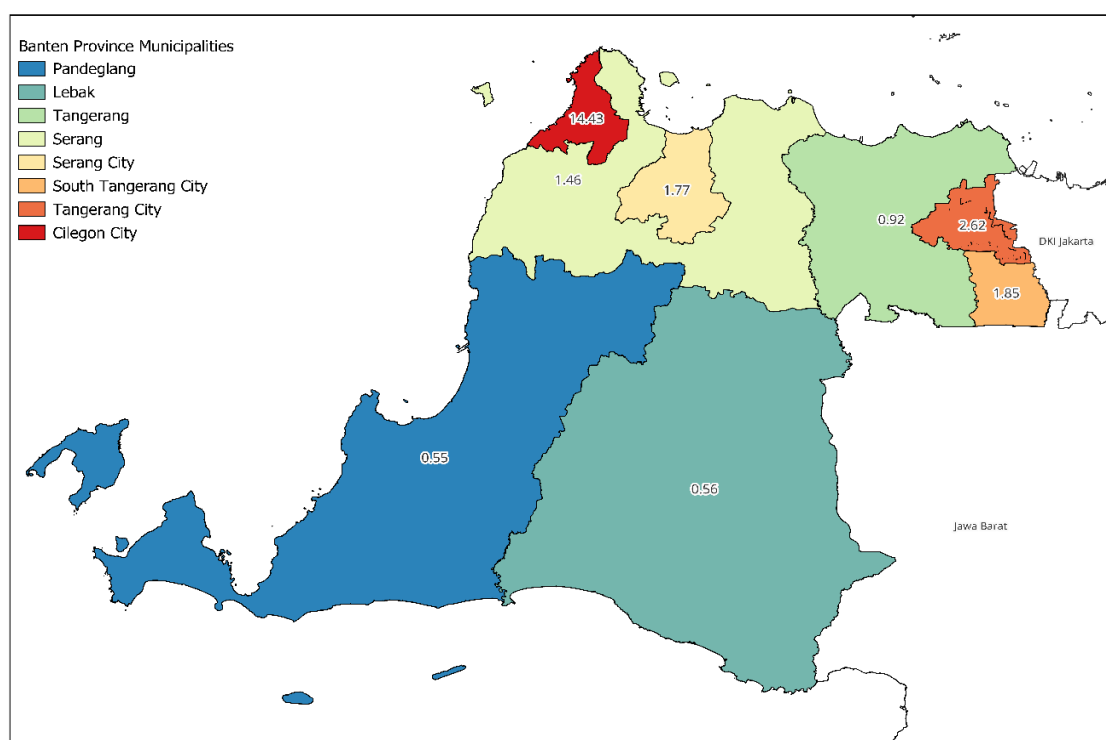 Banten Province Municipalities
Pandeglang
Lebak
Tangerang
Serang
Serang City
South Tangerang City
Tangerang City
Cilegon City
14.43
1.46
1.77
0.92
2.62
DKI Jakarta
1.85
0.55
0.56
Jawa Barat